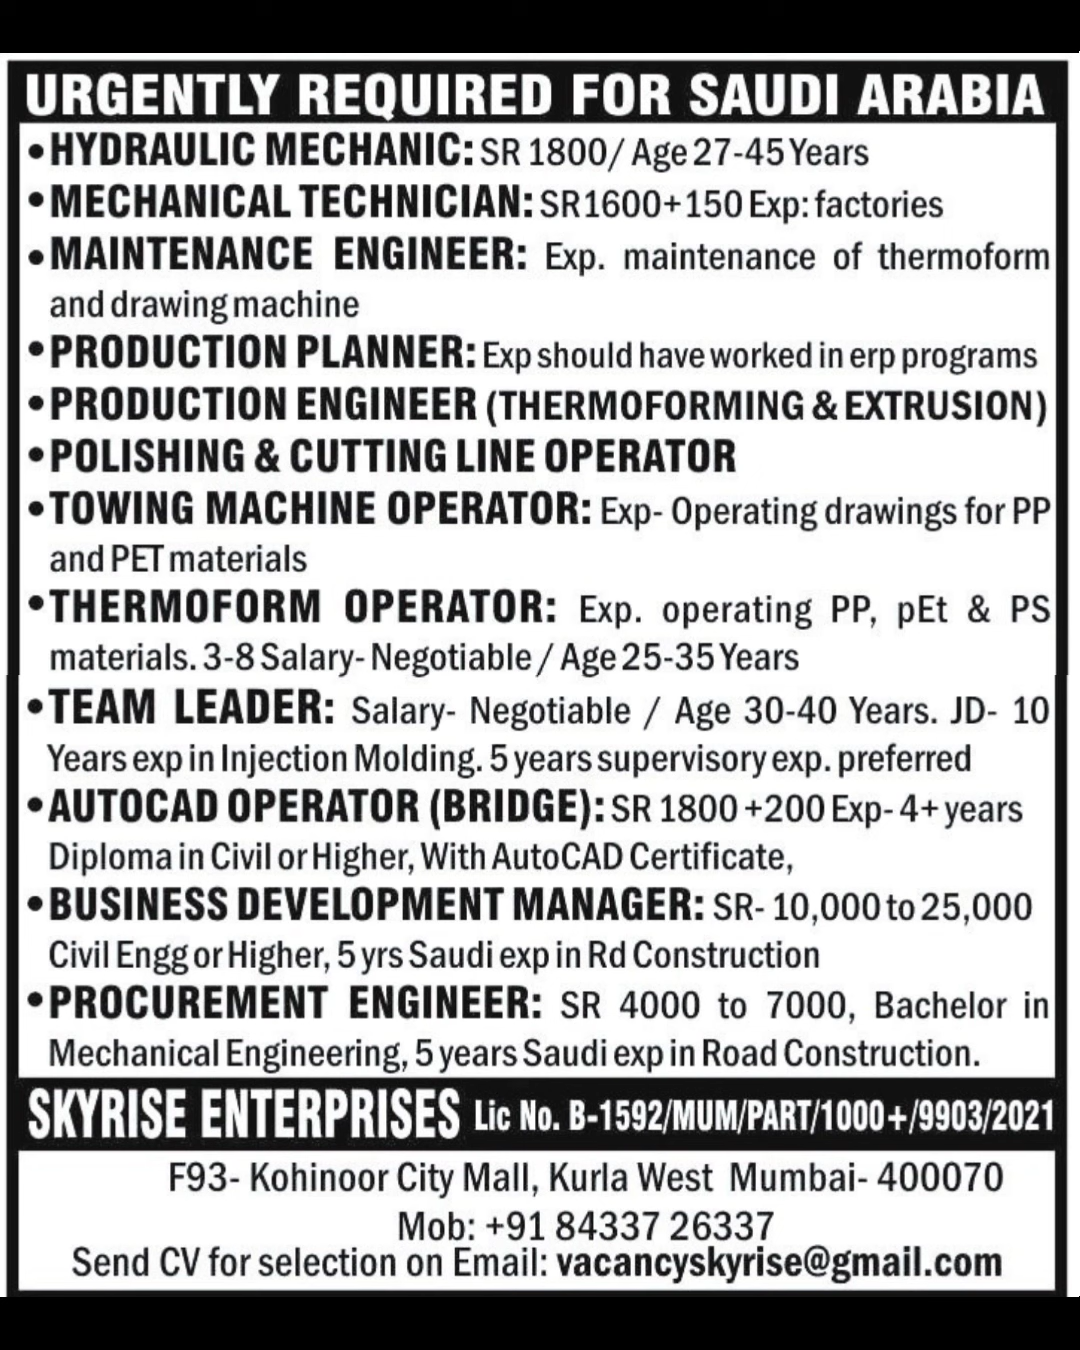 URGENTLY REQUIRED FOR SAUDI ARABIA
•HYDRAULIC MECHANIC: SR 1800/ Age 27-45 Years
•MECHANICAL TECHNICIAN: SR1600+150 Exp: factories
•MAINTENANCE ENGINEER: Exp. maintenance of thermoform
and drawing machine
•PRODUCTION PLANNER: Exp should have worked in erp programs
•PRODUCTION ENGINEER (THERMOFORMING & EXTRUSION)
•POLISHING & CUTTING LINE OPERATOR
•TOWING MACHINE OPERATOR: Exp- Operating drawings for PP
and PET materials
•THERMOFORM OPERATOR: Exp. operating PP, pEt & PS
materials. 3-8 Salary- Negotiable / Age 25-35 Years
•TEAM LEADER: Salary- Negotiable / Age 30-40 Years. JD- 10
Years exp in Injection Molding. 5 years supervisory exp. preferred
•AUTOCAD OPERATOR (BRIDGE): SR 1800 +200 Exp- 4+ years
Diploma in Civil or Higher, With AutoCAD Certificate,
•BUSINESS DEVELOPMENT MANAGER: SR- 10,000 to 25,000
Civil Engg or Higher, 5 yrs Saudi exp in Rd Construction
•PROCUREMENT ENGINEER: SR 4000 to 7000, Bachelor in
Mechanical Engineering, 5 years Saudi exp in Road Construction.
SKYRISE ENTERPRISES Lic No. B-1592/MUM/PART/1000+/9903/2021
F93- Kohinoor City Mall, Kurla West Mumbai- 400070
Mob: +91 84337 26337
Send CV for selection on Email: vacancyskyrise@gmail.com